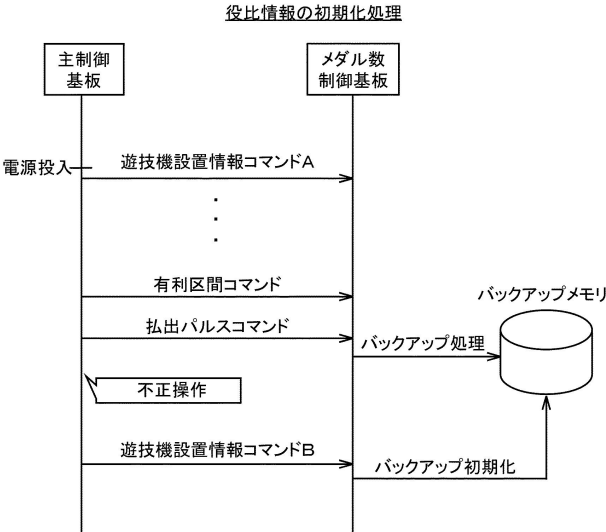 役比情報の初期化処理
主制御
基板
メダル数
制御基板
電源投入
遊技機設置情報コマンドA
有利区間コマンド
バックアップメモリ
払出パルスコマンド
バックアップ処理
不正操作
遊技機設置情報コマンドB
バックアップ初期化